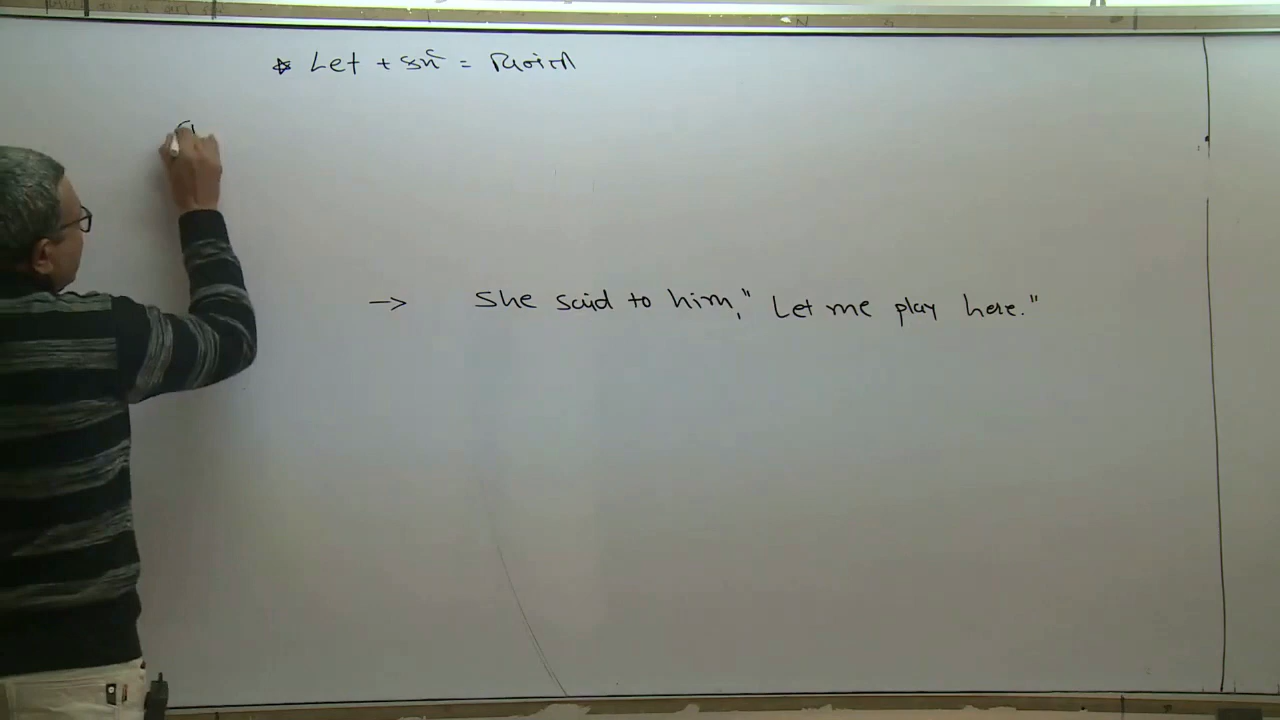 Let + =
She said to him, "Let me play here."